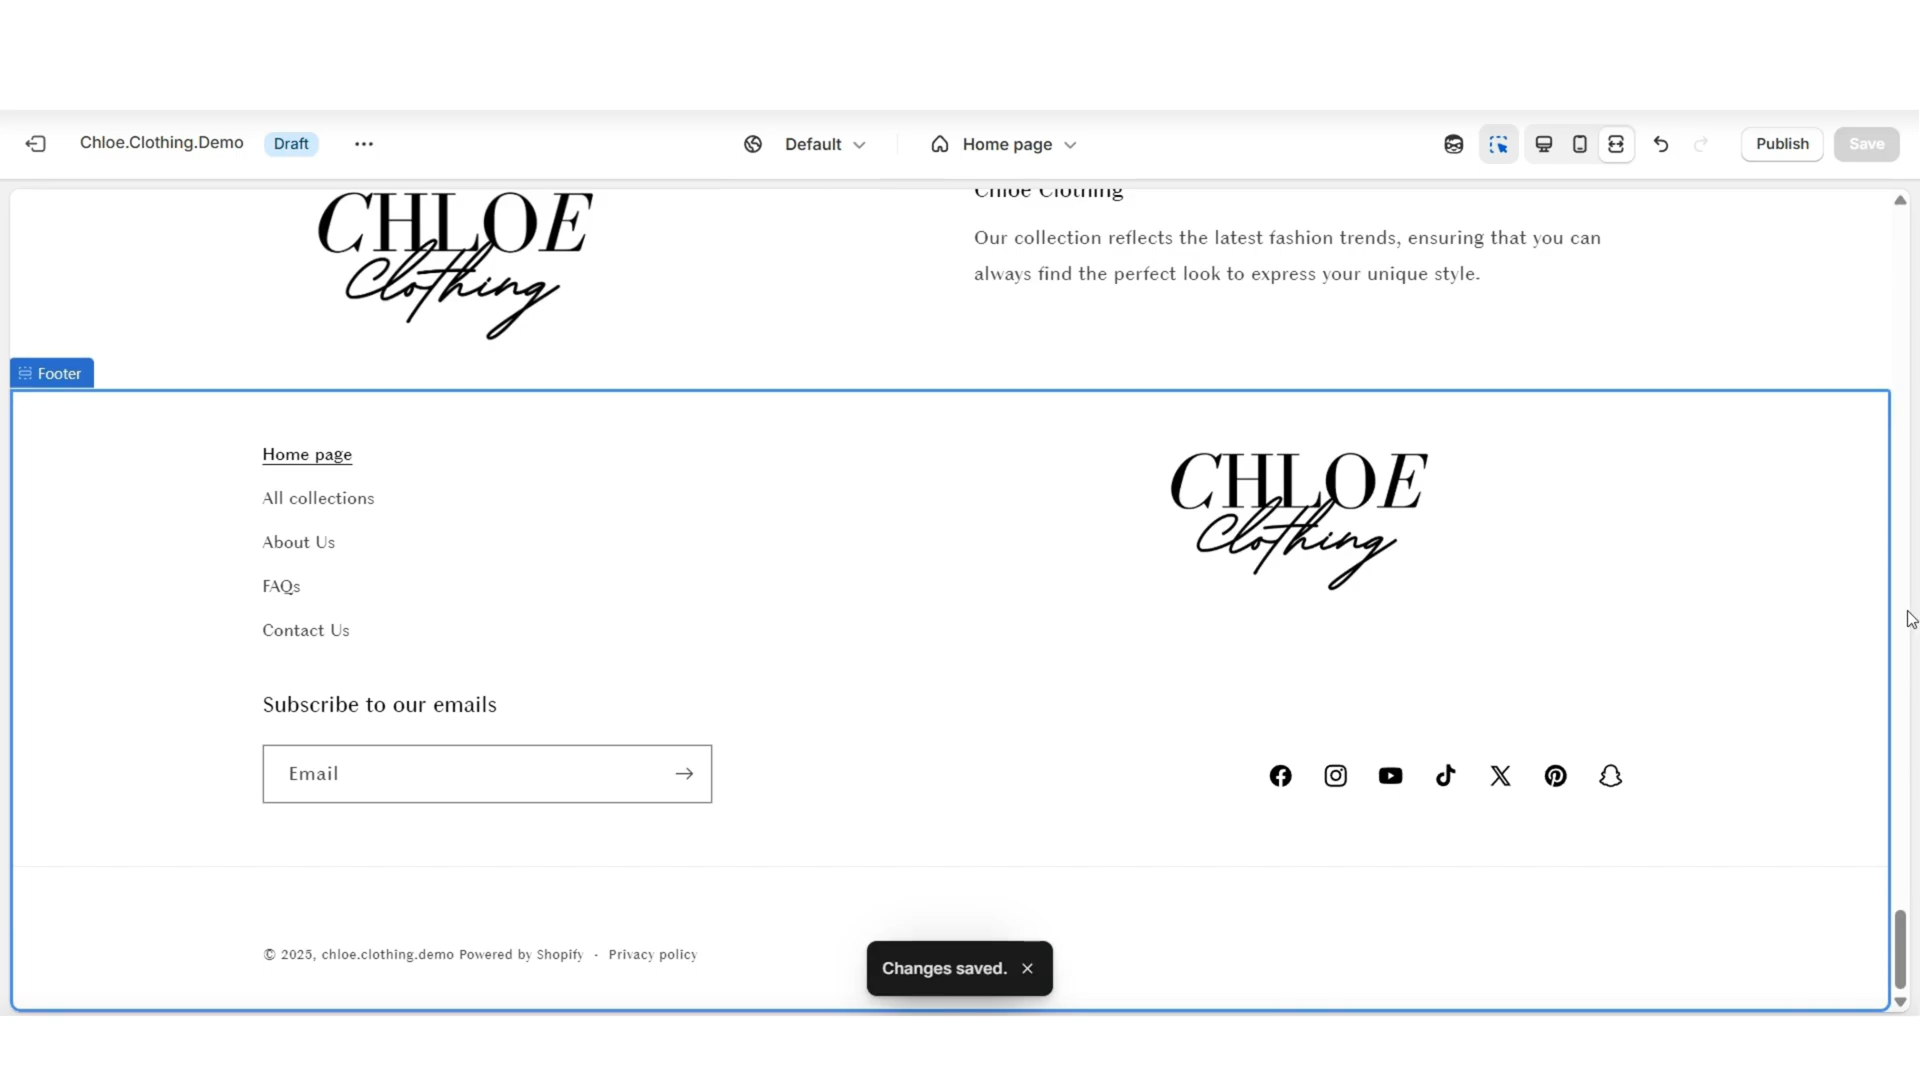 Chloe.Clothing.Demo Draft ... Default Home page Publish Save
CHLOE
Clothing
Chloe Clothing
Our collection reflects the latest fashion trends, ensuring that you can
always find the perfect look to express your unique style.
Footer
Home page
All collections
About Us
FAQs
Contact Us
CHLOE
Clothing
Subscribe to our emails
Email
© 2025, chloe.clothing.demo Powered by Shopify · Privacy policy
Changes saved.